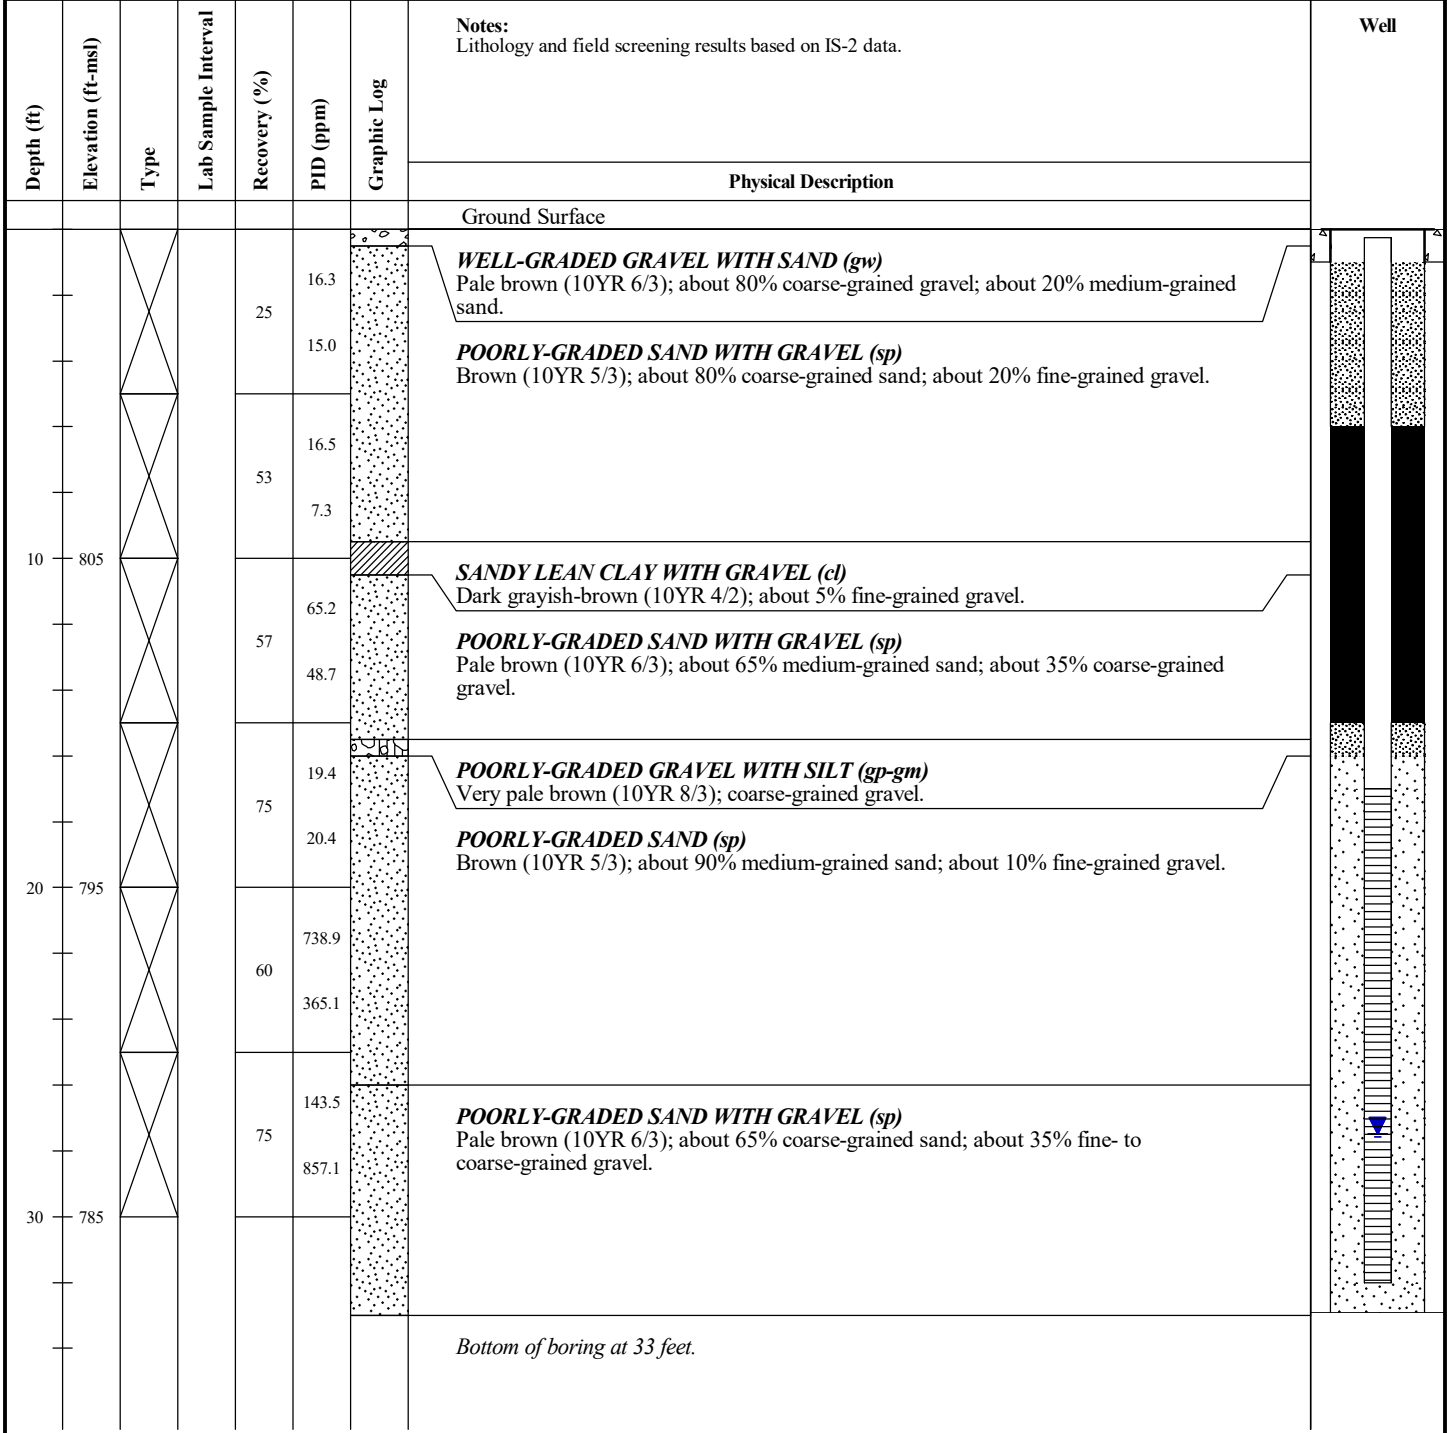 Notes:
Lithology and field screening results based on IS-2 data.
Well
Depth (ft)
Elevation (ft-msl)
Type
Lab Sample Interval
Recovery (%)
PID (ppm)
Graphic Log
Physical Description
Ground Surface
WELL-GRADED GRAVEL WITH SAND (gw)
Pale brown (10YR 6/3); about 80% coarse-grained gravel; about 20% medium-grained
sand.
16.3
25
15.0
POORLY-GRADED SAND WITH GRAVEL (sp)
Brown (10YR 5/3); about 80% coarse-grained sand; about 20% fine-grained gravel.
16.5
53
7.3
10
805
SANDY LEAN CLAY WITH GRAVEL (cl)
Dark grayish-brown (10YR 4/2); about 5% fine-grained gravel.
65.2
57
48.7
POORLY-GRADED SAND WITH GRAVEL (sp)
Pale brown (10YR 6/3); about 65% medium-grained sand; about 35% coarse-grained
gravel.
19.4
75
20.4
POORLY-GRADED GRAVEL WITH SILT (gp-gm)
Very pale brown (10YR 8/3); coarse-grained gravel.
POORLY-GRADED SAND (sp)
Brown (10YR 5/3); about 90% medium-grained sand; about 10% fine-grained gravel.
20
795
738.9
60
365.1
143.5
75
857.1
POORLY-GRADED SAND WITH GRAVEL (sp)
Pale brown (10YR 6/3); about 65% coarse-grained sand; about 35% fine- to
coarse-grained gravel.
30
785
Bottom of boring at 33 feet.